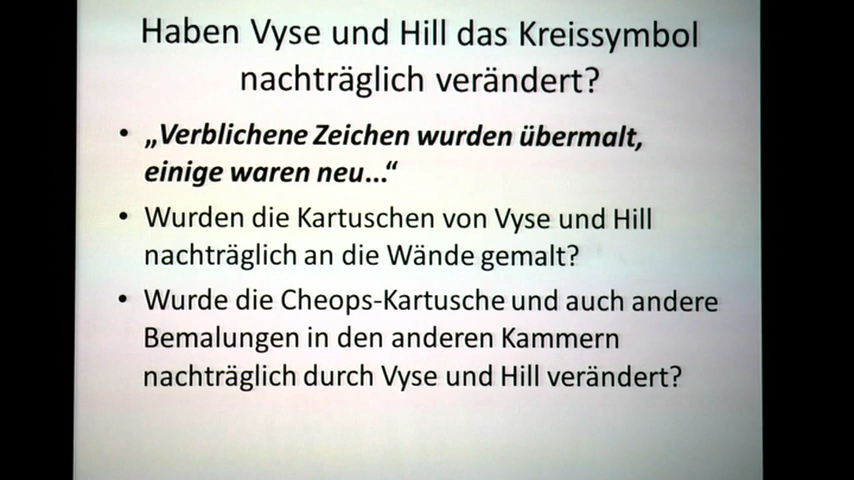 Haben Vyse und Hill das Kreissymbol
nachträglich verändert?
• „Verblichene Zeichen wurden übermalt,
einige waren neu...“
• Wurden die Kartuschen von Vyse und Hill
nachträglich an die Wände gemalt?
• Wurde die Cheops-Kartusche und auch andere
Bemalungen in den anderen Kammern
nachträglich durch Vyse und Hill verändert?